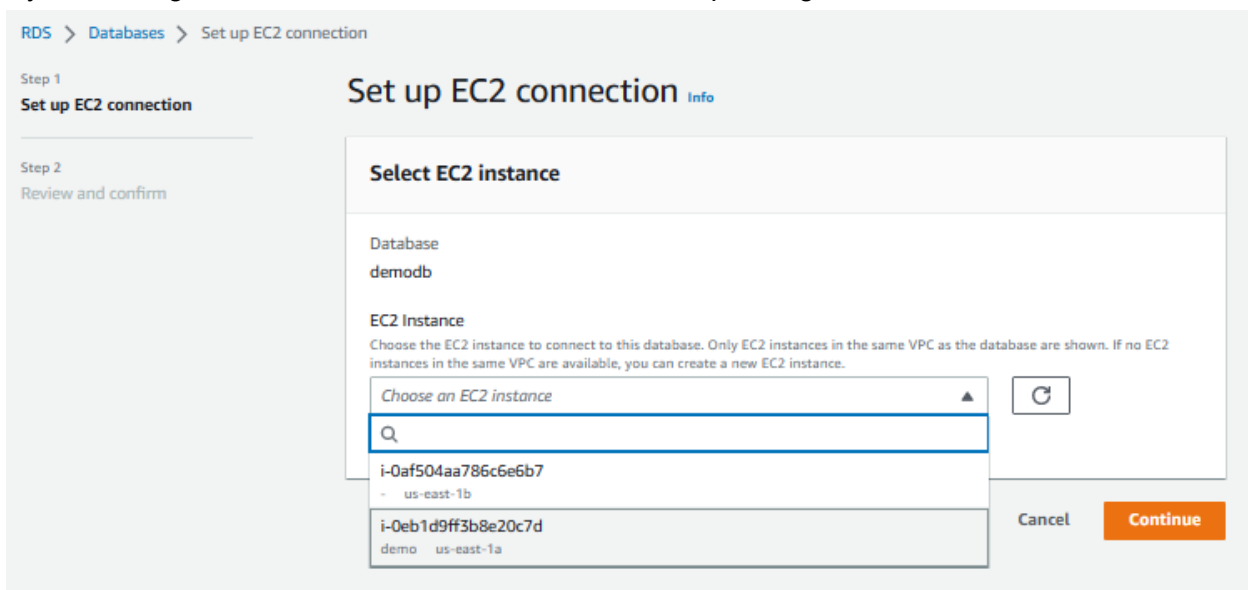 RDS > Databases > Set up EC2 connection
Step 1
Set up EC2 connection
Step 2
Review and confirm
Set up EC2 connection Info
Select EC2 instance
Database
demodb
EC2 Instance
Choose the EC2 instance to connect to this database. Only EC2 instances in the same VPC as the database are shown. If no EC2
instances in the same VPC are available, you can create a new EC2 instance.
Choose an EC2 instance
i-0af504aa786c6e6b7
- us-east-1b
i-0eb1d9ff3b8e20c7d
demo us-east-1a
Cancel Continue